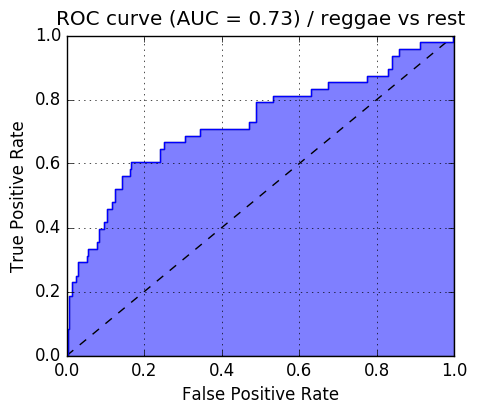 ROC curve (AUC = 0.73) / reggae vs rest
1.0
0.8
0.6
0.4
0.2
0.0
True Positive Rate
0.0 0.2 0.4 0.6 0.8 1.0
False Positive Rate